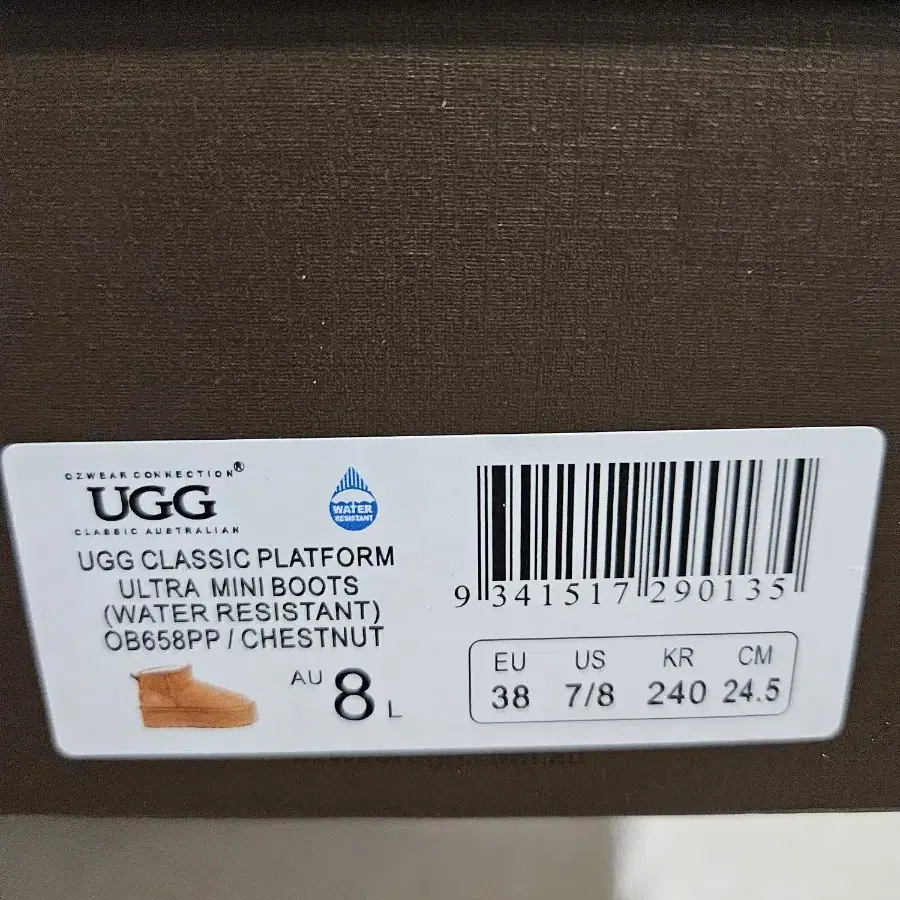 OZWEAR CONNECTION®
UGG
CLASSIC AUSTRALIAN
WATER
RESISTANT
UGG CLASSIC PLATFORM
ULTRA MINI BOOTS
(WATER RESISTANT)
OB658PP / CHESTNUT
AU 8 L
9 341517 290135
EU US KR CM
38 7/8 240 24.5